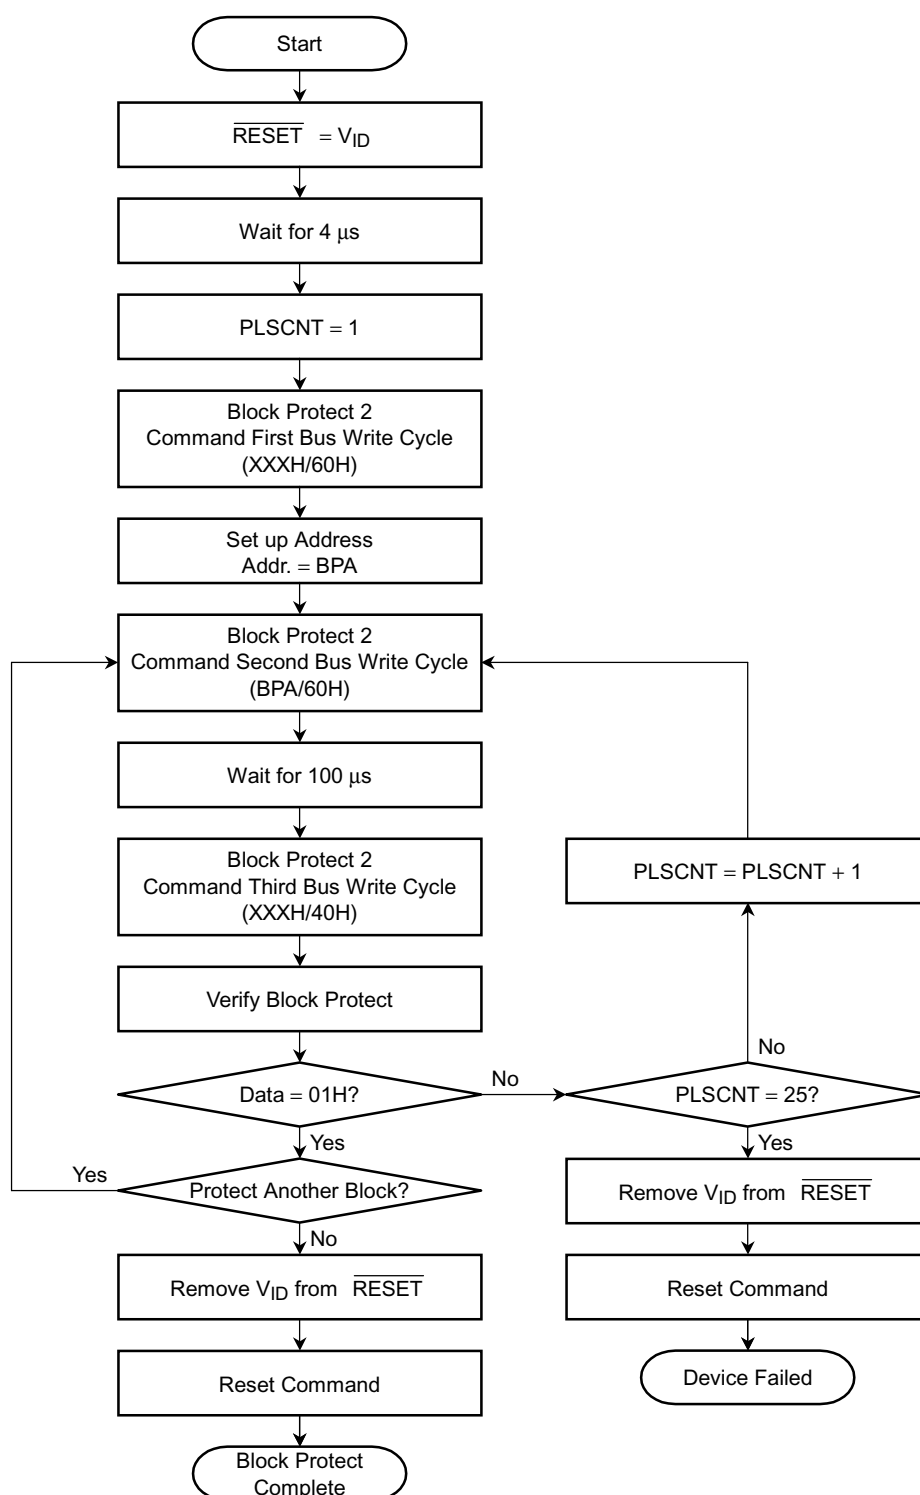 Start
RESET = VID
Wait for 4 μs
PLSCNT = 1
Block Protect 2
Command First Bus Write Cycle
(XXXH/60H)
Set up Address
Addr. = BPA
Block Protect 2
Command Second Bus Write Cycle
(BPA/60H)
Wait for 100 μs
Block Protect 2
Command Third Bus Write Cycle
(XXXH/40H)
PLSCNT = PLSCNT + 1
Verify Block Protect
No
Data = 01H?
No
PLSCNT = 25?
Yes
Yes
Yes
Protect Another Block?
Remove VID from RESET
No
Remove VID from RESET
Reset Command
Reset Command
Device Failed
Block Protect
Complete